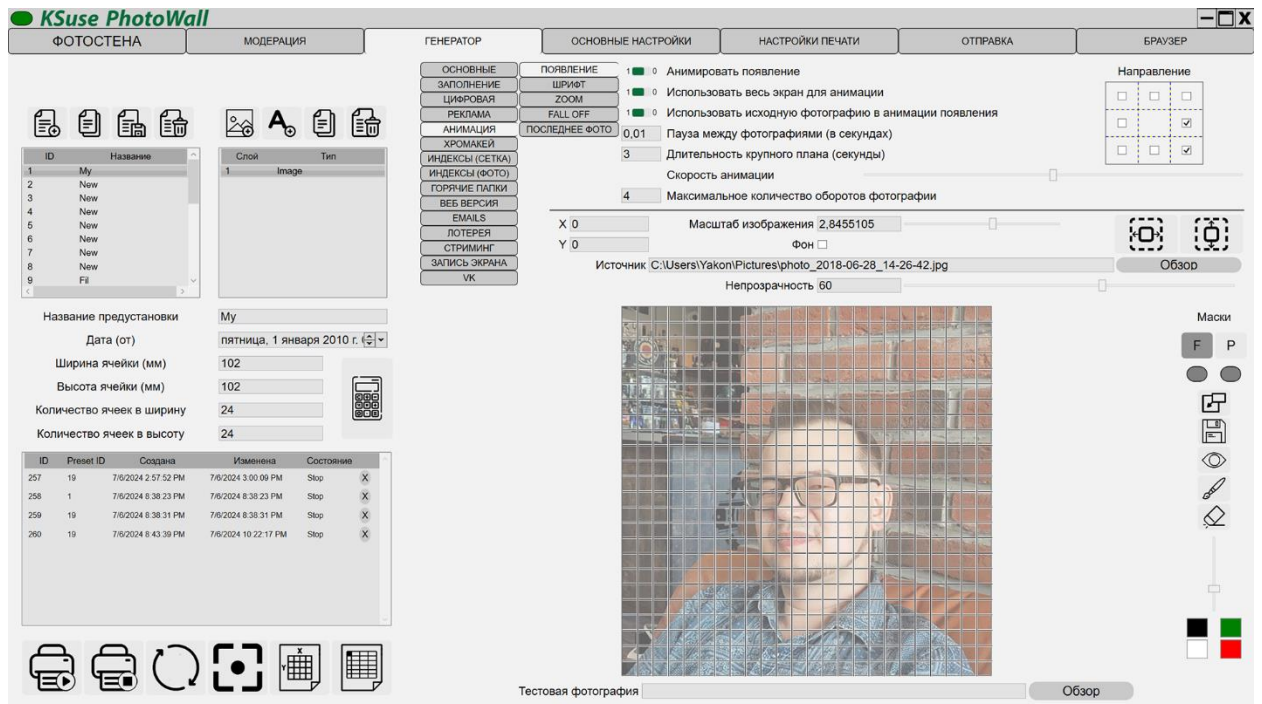 KSuse PhotoWall
X
ФОТОСТЕНА МОДЕРАЦИЯ ГЕНЕРАТОР ОСНОВНЫЕ НАСТРОЙКИ НАСТРОЙКИ ПЕЧАТИ ОТПРАВКА БРАУЗЕР
ID Название
1 My
2 New
3 New
4 New
5 New
6 New
7 New
8 New
9 Fil
Слой Тип
1 Image
Название предустановки My
Дата (от) пятница, 1 января 2010 г.
Ширина ячейки (мм) 102
Высота ячейки (мм) 102
Количество ячеек в ширину 24
Количество ячеек в высоту 24
ID Preset ID Создана Изменена Состояние
257 19 7/6/2024 2:57:52 PM 7/6/2024 3:00:09 PM Stop X
258 1 7/6/2024 8:38:23 PM 7/6/2024 8:38:23 PM Stop X
259 19 7/6/2024 8:38:31 PM 7/6/2024 8:38:31 PM Stop X
260 19 7/6/2024 8:43:39 PM 7/6/2024 10:22:17 PM Stop X
X
Y
ОСНОВНЫЕ
ЗАПОЛНЕНИЕ
ЦИФРОВАЯ
РЕКЛАМА
АНИМАЦИЯ
ХРОМАКЕЙ
ИНДЕКСЫ (СЕТКА)
ИНДЕКСЫ (ФОТО)
ГОРЯЧИЕ ПАПКИ
ВЕБ ВЕРСИЯ
EMAILS
ЛОТЕРЕЯ
СТРИМИНГ
ЗАПИСЬ ЭКРАНА
VK
ПОЯВЛЕНИЕ
ШРИФТ
ZOOM
FALL OFF
ПОСЛЕДНЕЕ ФОТО
1 0 Анимировать появление
1 0 Использовать весь экран для анимации
1 0 Использовать исходную фотографию в анимации появления
0,01 Пауза между фотографиями (в секундах)
3 Длительность крупного плана (секунды)
Скорость анимации
4 Максимальное количество оборотов фотографии
Направление
X 0 Масштаб изображения 2,8455105
Y 0 Фон
Источник C:\Users\Yakon\Pictures\photo_2018-06-28_14-26-42.jpg Обзор
Непрозрачность 60
Маски
F P
Тестовая фотография Обзор